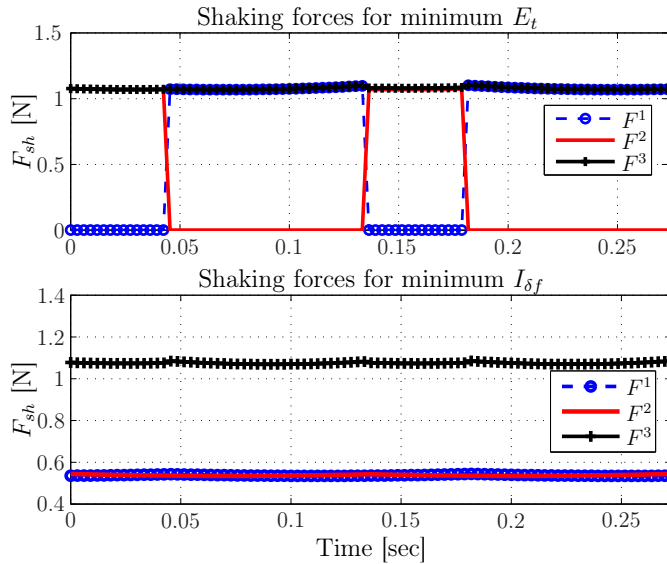 Shaking forces for minimum E_t
1.5
1
0.5
0
F_sh [N]
F^1
F^2
F^3
0 0.05 0.1 0.15 0.2 0.25
Shaking forces for minimum I_δf
1.4
1.2
1
0.8
0.6
0.4
F_sh [N]
F^1
F^2
F^3
0 0.05 0.1 0.15 0.2 0.25
Time [sec]